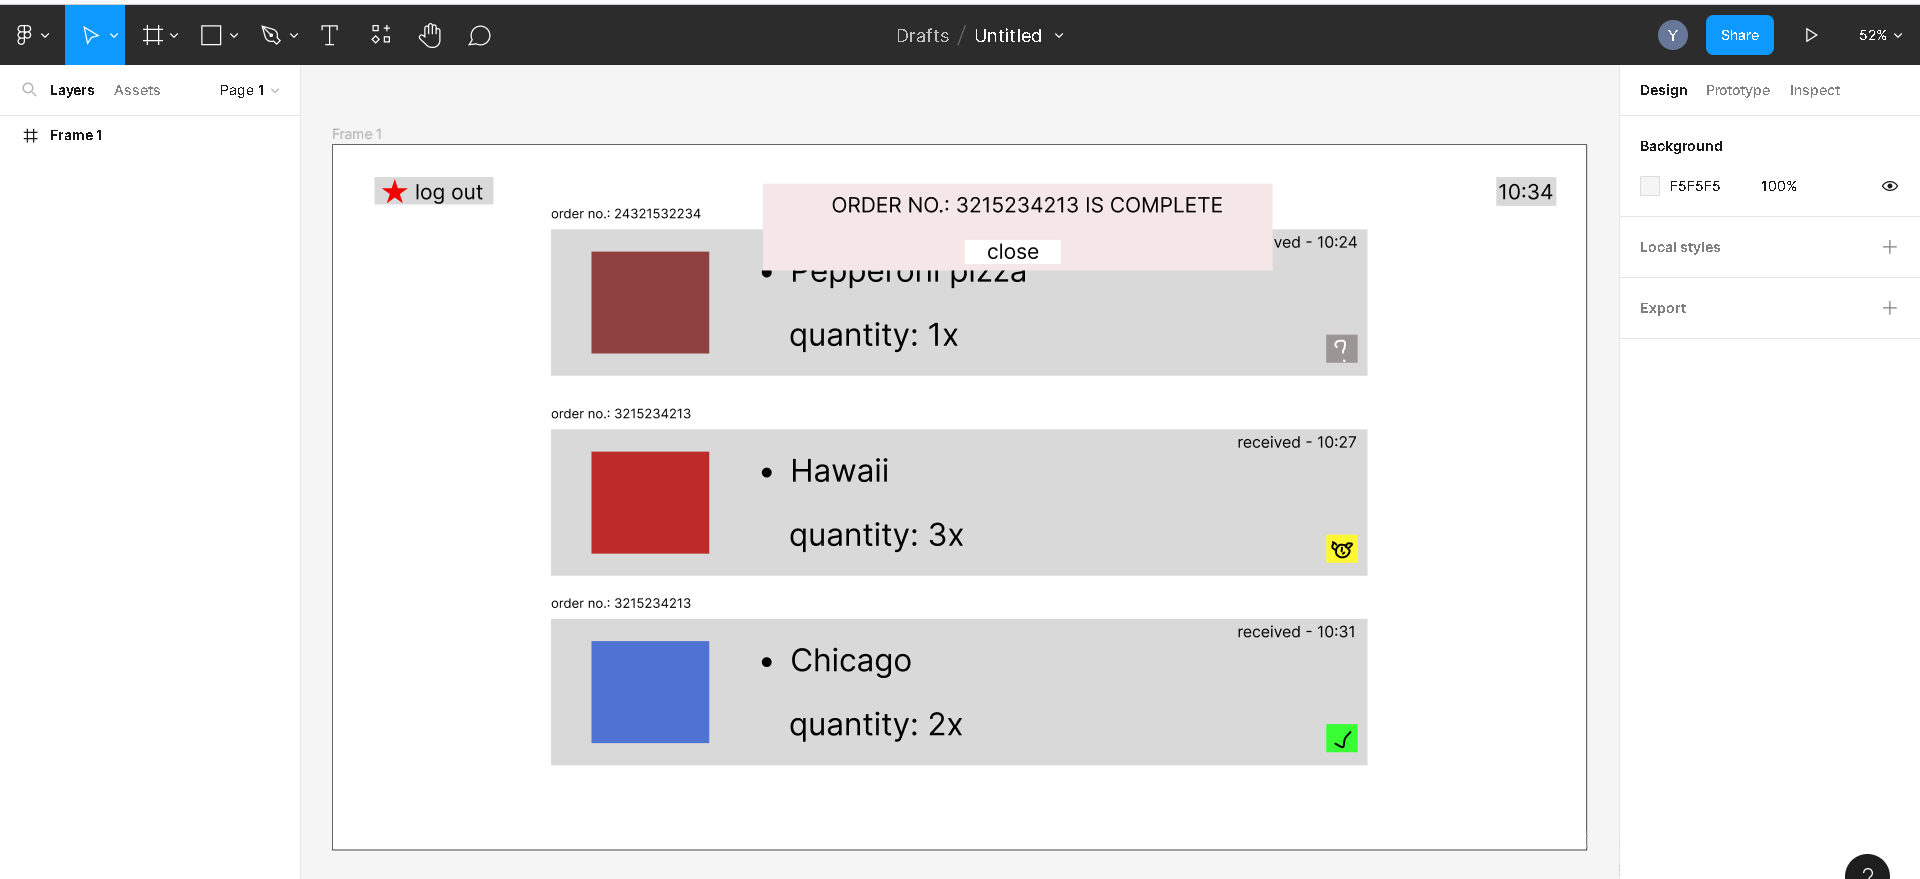 Drafts / Untitled
Y
Share
52%
Layers
Assets
Page 1
Frame 1
Frame 1
log out
ORDER NO.: 3215234213 IS COMPLETE
close
10:34
order no.: 24321532234
ved - 10:24
Pepperoni pizza
quantity: 1x
?
order no.: 3215234213
received - 10:27
Hawaii
quantity: 3x
order no.: 3215234213
received - 10:31
Chicago
quantity: 2x
Design
Prototype
Inspect
Background
F5F5F5
100%
Local styles
Export
?